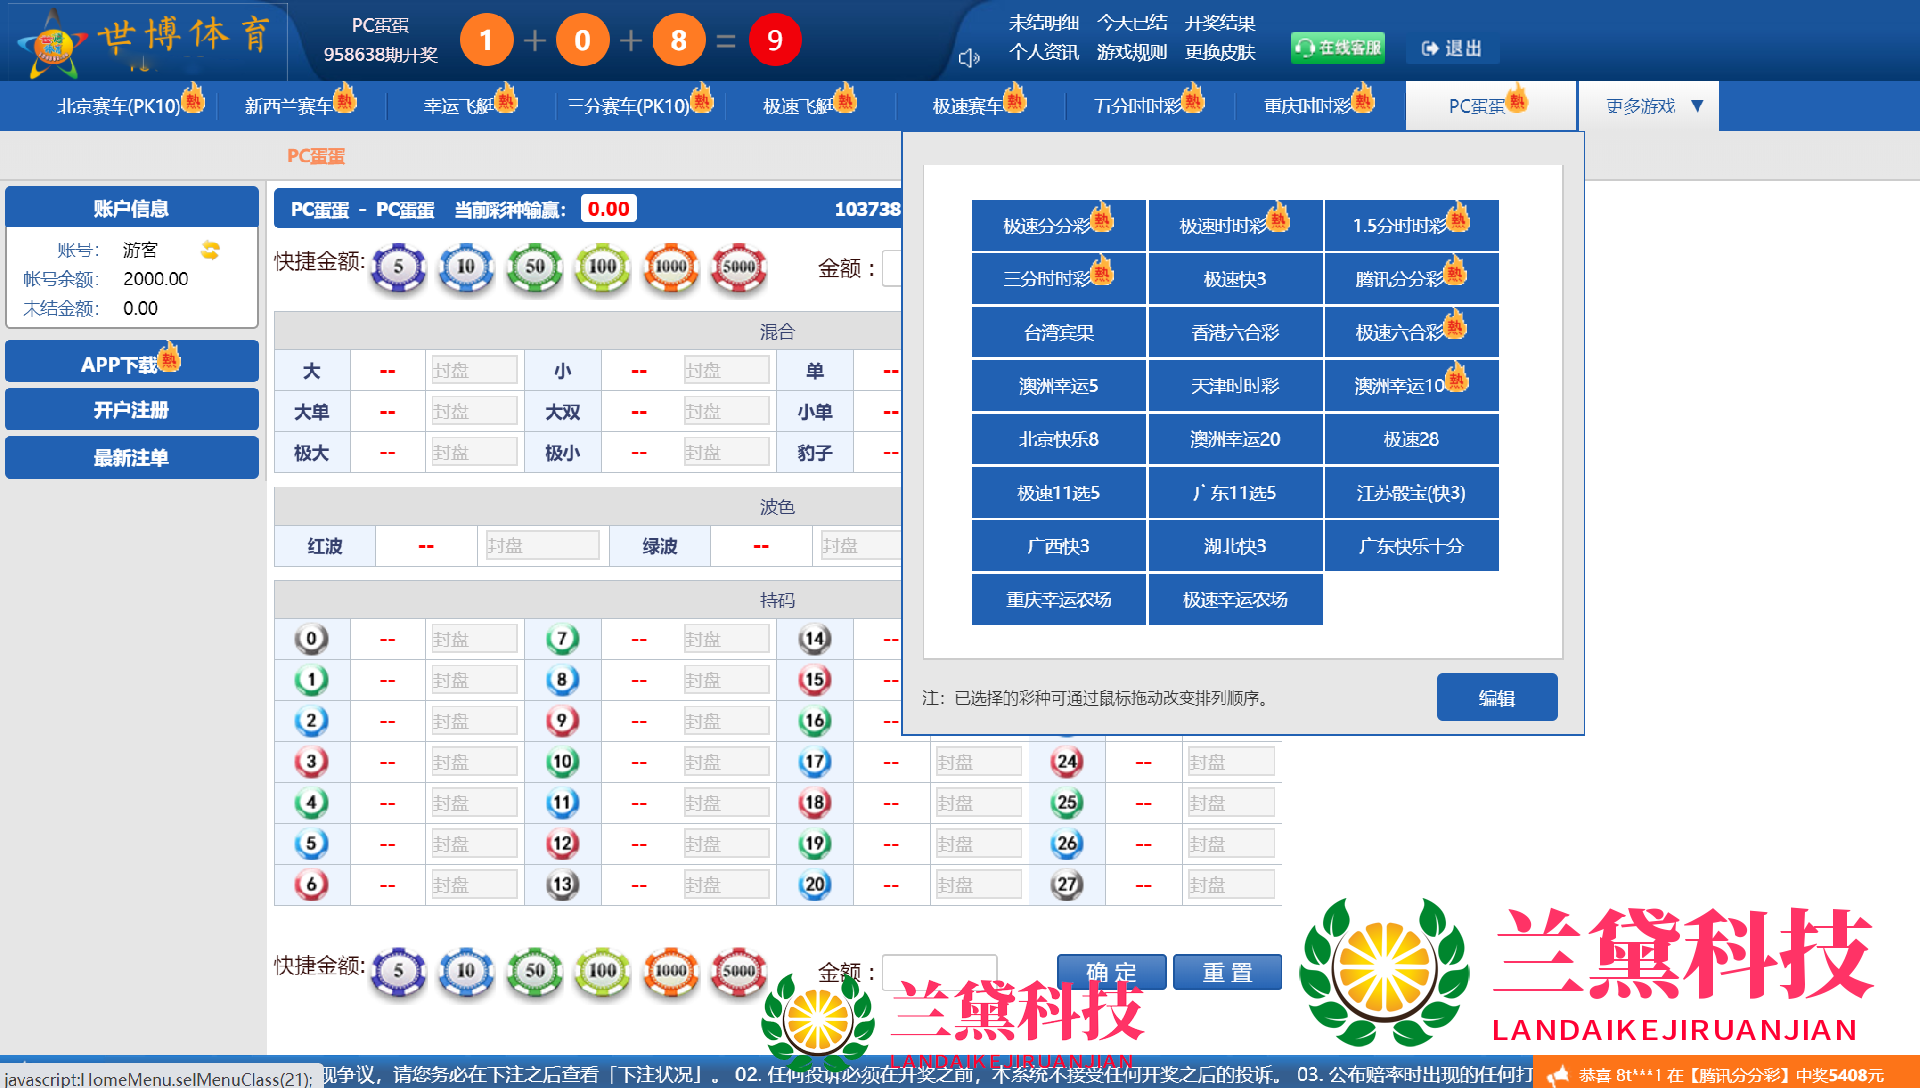 世博体育
PC蛋蛋
958638期开奖
1 + 0 + 8 = 9
未结明细 今天已结 开奖结果
个人资讯 游戏规则 更换皮肤
在线客服
退出
北京赛车(PK10)熱 新西兰赛车熱 幸运飞艇熱 三分赛车(PK10)熱 极速飞艇熱 极速赛车熱 五分时时彩熱 重庆时时彩熱 PC蛋蛋熱 更多游戏 ▼
PC蛋蛋
账户信息
账号: 游客
帐号余额: 2000.00
未结金额: 0.00
APP下载熱
开户注册
最新注单
PC蛋蛋 - PC蛋蛋 当前彩种输赢: 0.00 103738
快捷金额: 5 10 50 100 1000 5000 金额:
混合
大 -- 封盘 小 -- 封盘 单 --
大单 -- 封盘 大双 -- 封盘 小单 --
极大 -- 封盘 极小 -- 封盘 豹子 --
波色
红波 -- 封盘 绿波 -- 封盘
特码
0 -- 封盘 7 -- 封盘 14 --
1 -- 封盘 8 -- 封盘 15 --
2 -- 封盘 9 -- 封盘 16 --
3 -- 封盘 10 -- 封盘 17 -- 封盘 24 -- 封盘
4 -- 封盘 11 -- 封盘 18 -- 封盘 25 -- 封盘
5 -- 封盘 12 -- 封盘 19 -- 封盘 26 -- 封盘
6 -- 封盘 13 -- 封盘 20 -- 封盘 27 -- 封盘
极速分分彩熱 极速时时彩熱 1.5分时时彩熱
三分时时彩熱 极速快3 腾讯分分彩熱
台湾宾果 香港六合彩 极速六合彩熱
澳洲幸运5 天津时时彩 澳洲幸运10熱
北京快乐8 澳洲幸运20 极速28
极速11选5 广东11选5 江苏骰宝(快3)
广西快3 湖北快3 广东快乐十分
重庆幸运农场 极速幸运农场
注: 已选择的彩种可通过鼠标拖动改变排列顺序。
编辑
快捷金额: 5 10 50 100 1000 5000 金额: 确定 重置
兰黛科技
LANDAIKEJIRUANJIAN
兰黛科技
LANDAIKEJIRUANJIAN
javascript:HomeMenu.selMenuClass(21);
现争议，请您务必在下注之后查看「下注状况」。 02. 任何投诉必须在开奖之前，本系统不接受任何开奖之后的投诉。 03. 公布赔率时出现的任何打
恭喜 8t***1 在【腾讯分分彩】中奖5408元